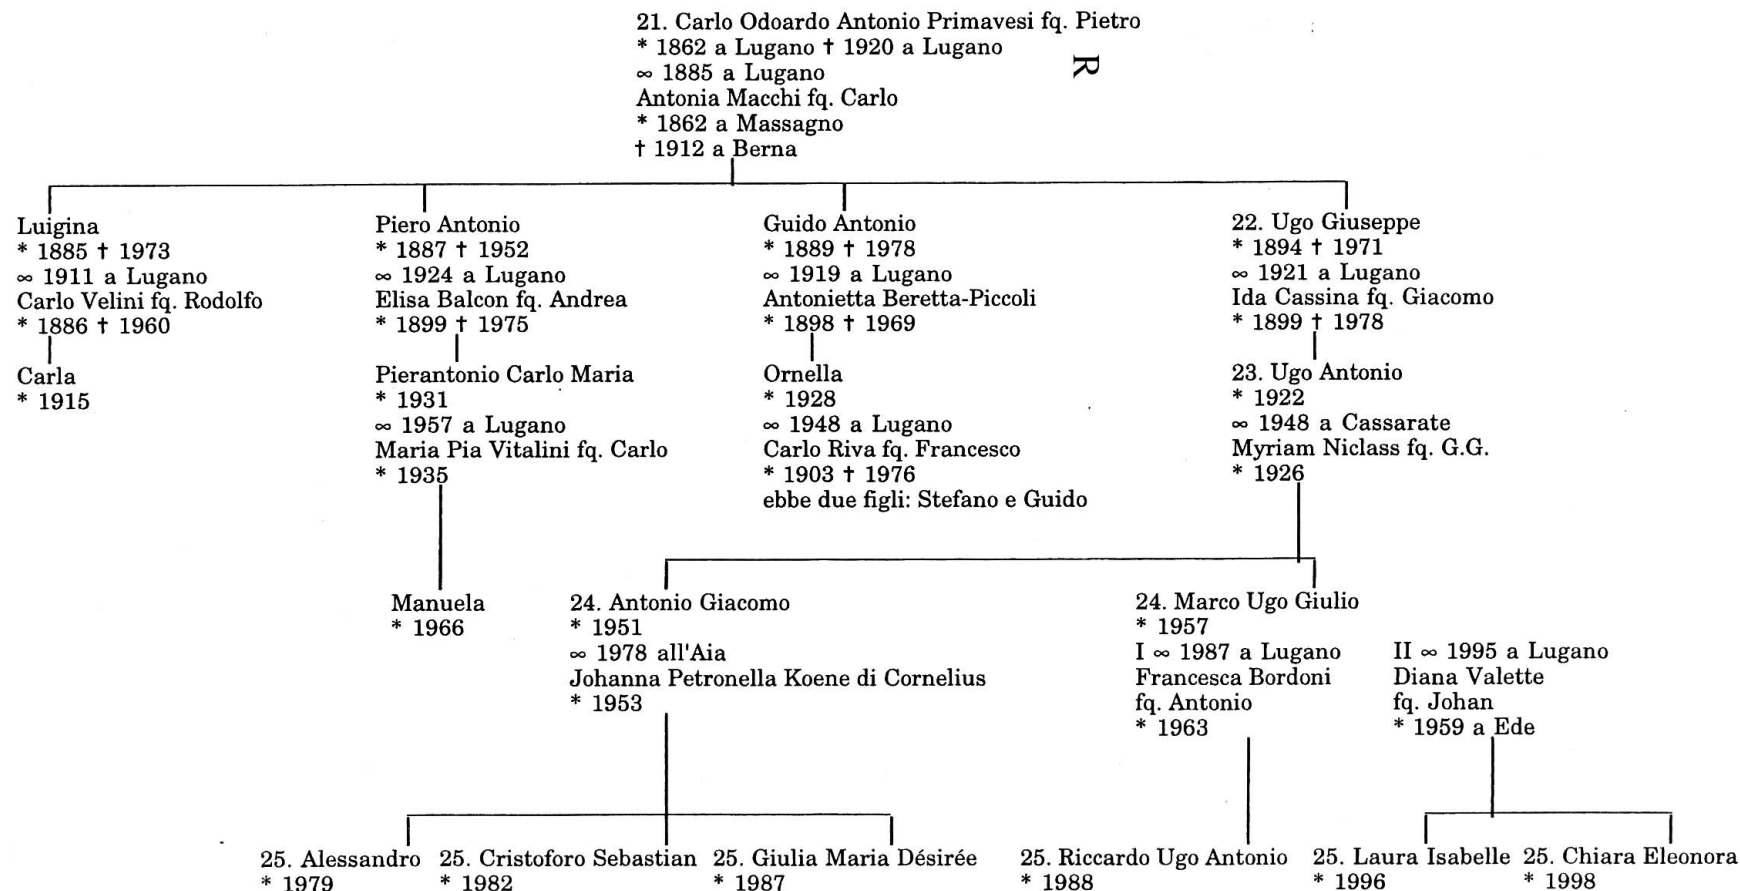 21. Carlo Odoardo Antonio Primavesi fq. Pietro
* 1862 a Lugano † 1920 a Lugano
R
∞ 1885 a Lugano
Antonia Macchi fq. Carlo
* 1862 a Massagno
† 1912 a Berna
Luigina
* 1885 † 1973
∞ 1911 a Lugano
Carlo Velini fq. Rodolfo
* 1886 † 1960
Piero Antonio
* 1887 † 1952
∞ 1924 a Lugano
Elisa Balcon fq. Andrea
* 1899 † 1975
Guido Antonio
* 1889 † 1978
∞ 1919 a Lugano
Antonietta Beretta-Piccoli
* 1898 † 1969
22. Ugo Giuseppe
* 1894 † 1971
∞ 1921 a Lugano
Ida Cassina fq. Giacomo
* 1899 † 1978
Carla
* 1915
Pierantonio Carlo Maria
* 1931
∞ 1957 a Lugano
Maria Pia Vitalini fq. Carlo
* 1935
Ornella
* 1928
∞ 1948 a Lugano
Carlo Riva fq. Francesco
* 1903 † 1976
ebbe due figli: Stefano e Guido
23. Ugo Antonio
* 1922
∞ 1948 a Cassarate
Myriam Niclass fq. G.G.
* 1926
Manuela
* 1966
24. Antonio Giacomo
* 1951
∞ 1978 all'Aia
Johanna Petronella Koene di Cornelius
* 1953
24. Marco Ugo Giulio
* 1957
I ∞ 1987 a Lugano
Francesca Bordoni
fq. Antonio
* 1963
II ∞ 1995 a Lugano
Diana Valette
fq. Johan
* 1959 a Ede
25. Alessandro
* 1979
25. Cristoforo Sebastian
* 1982
25. Giulia Maria Désirée
* 1987
25. Riccardo Ugo Antonio
* 1988
25. Laura Isabelle
* 1996
25. Chiara Eleonora
* 1998